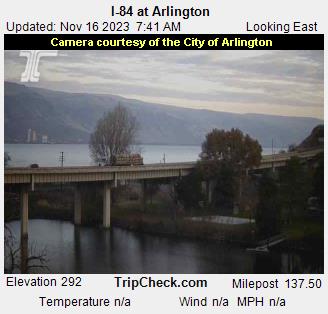 I-84 at Arlington
Updated: Nov 16 2023 7:41 AM Looking East
Camera courtesy of the City of Arlington
Elevation 292 TripCheck.com Milepost 137.50
Temperature n/a Wind n/a MPH n/a